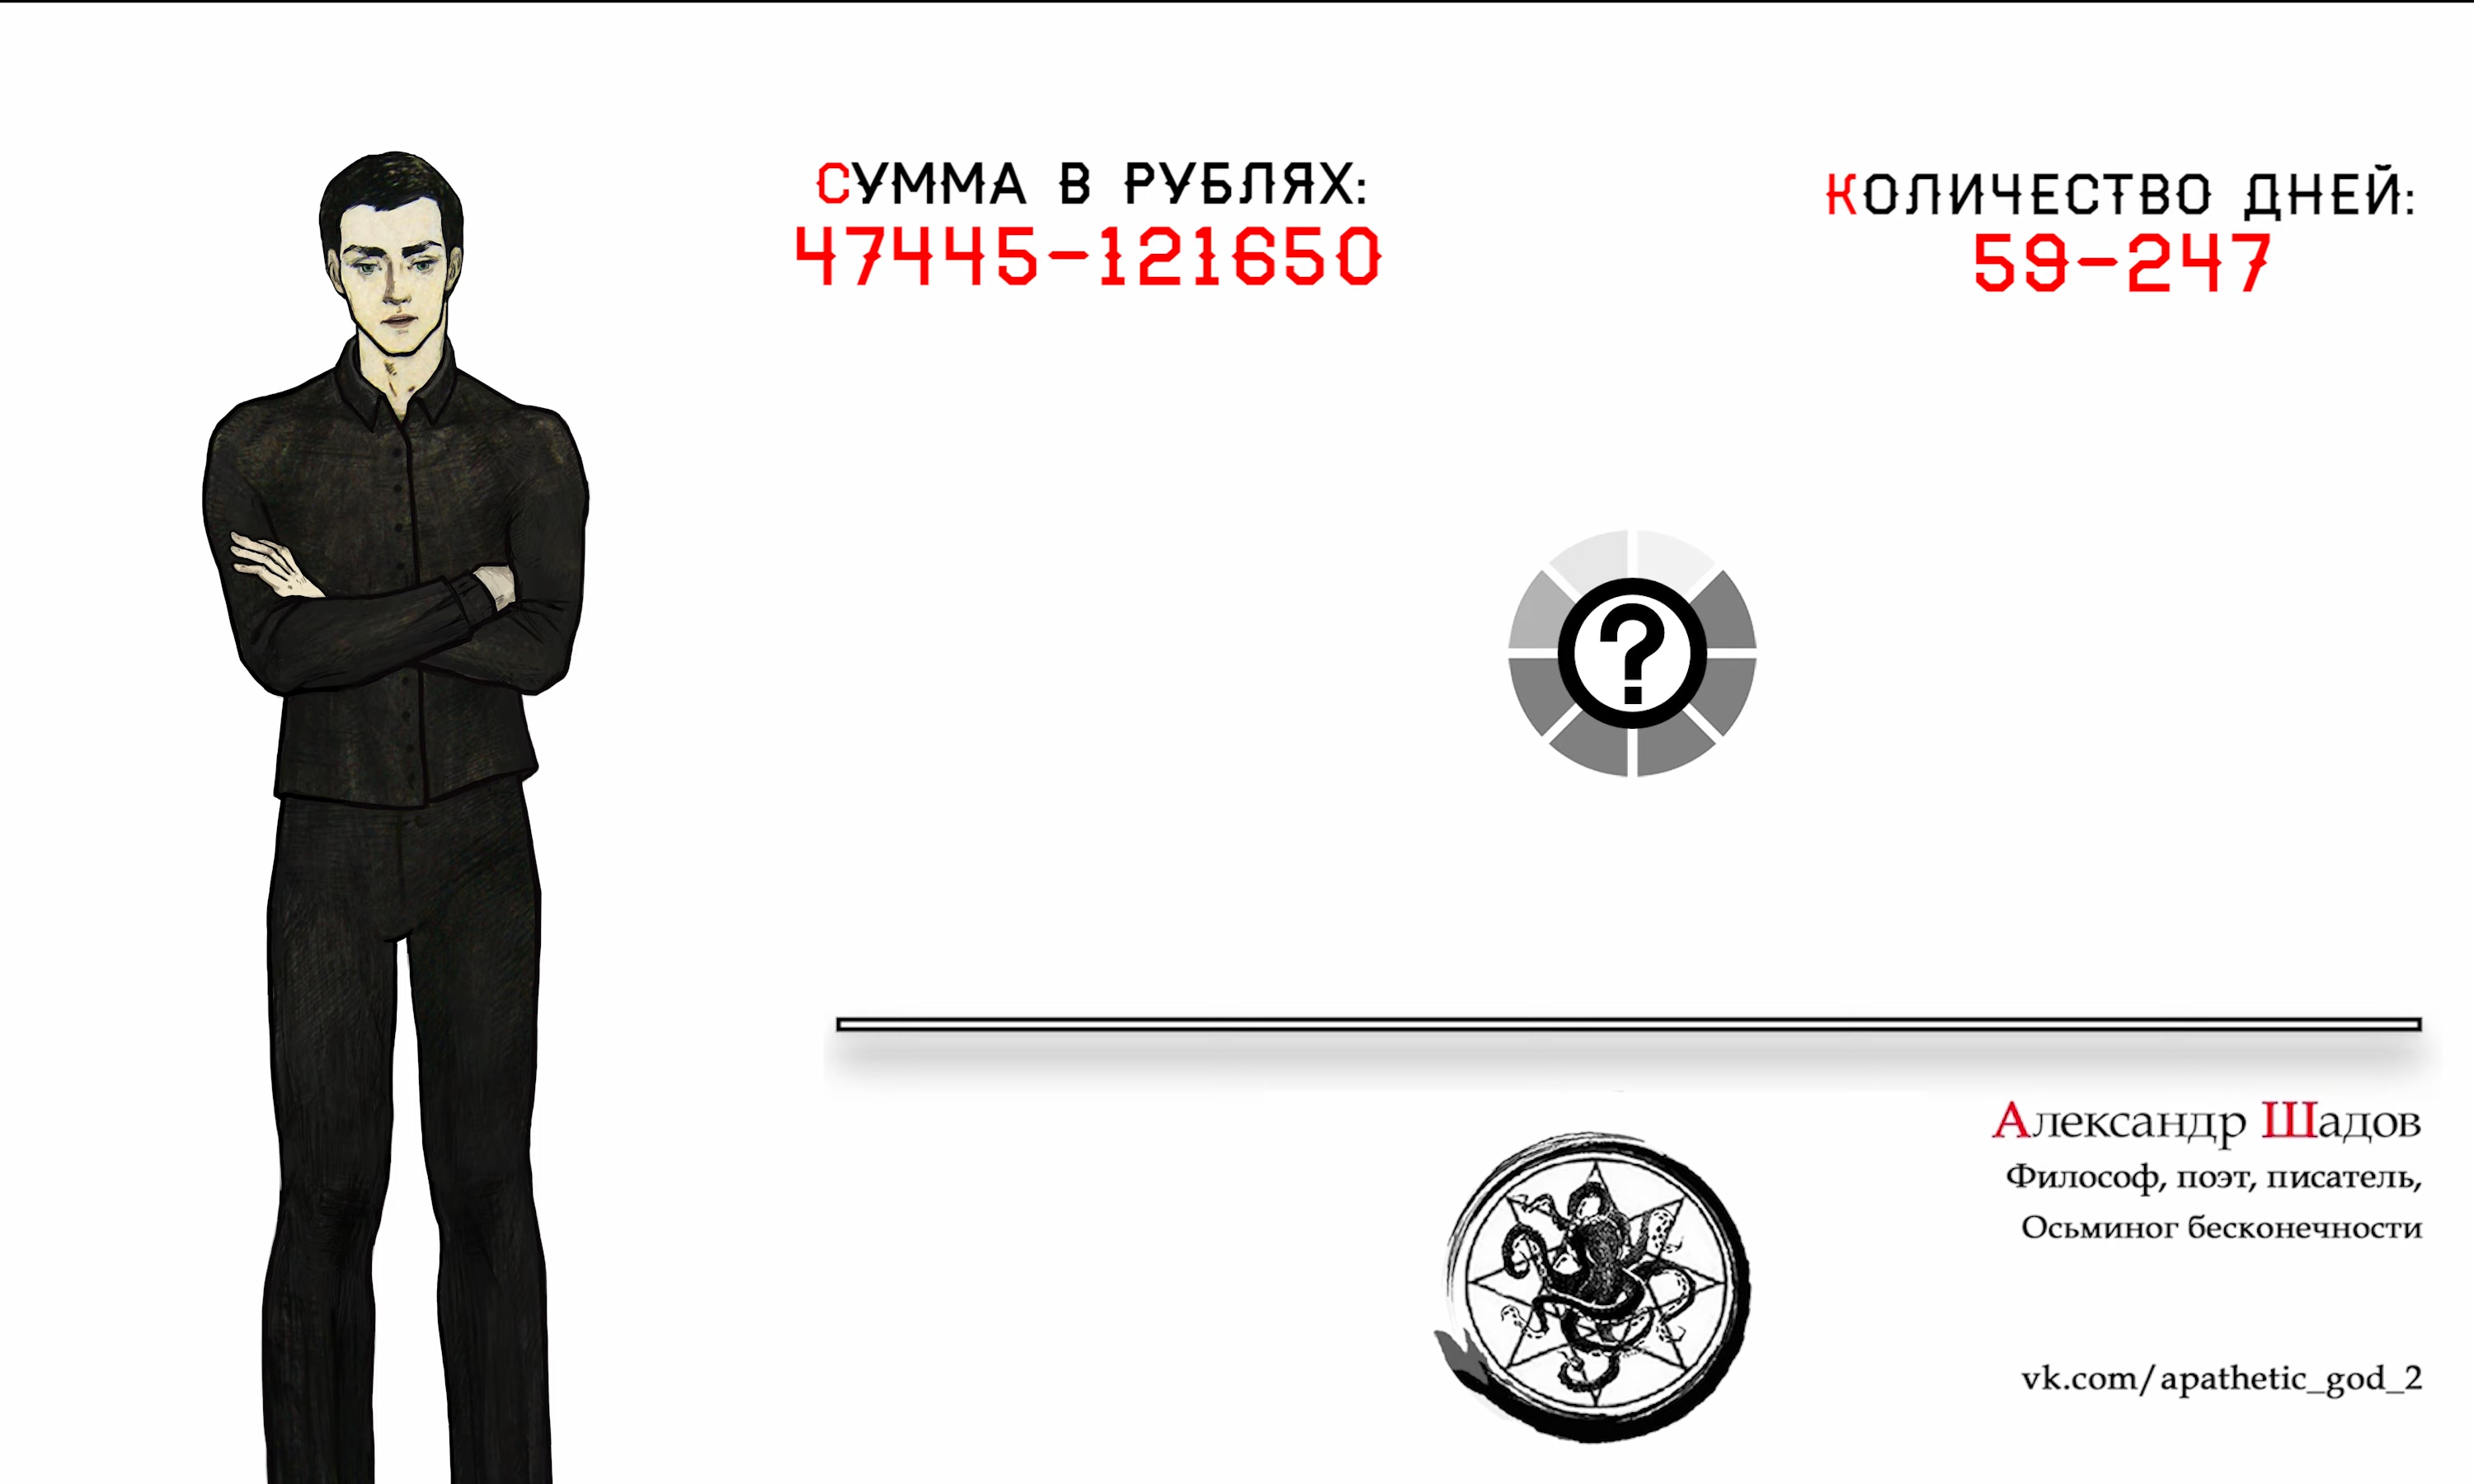 СУММА В РУБЛЯХ:
47445-121650
КОЛИЧЕСТВО ДНЕЙ:
59-247
?
Александр Шадов
Философ, поэт, писатель,
Осьминог бесконечности
vk.com/apathetic_god_2